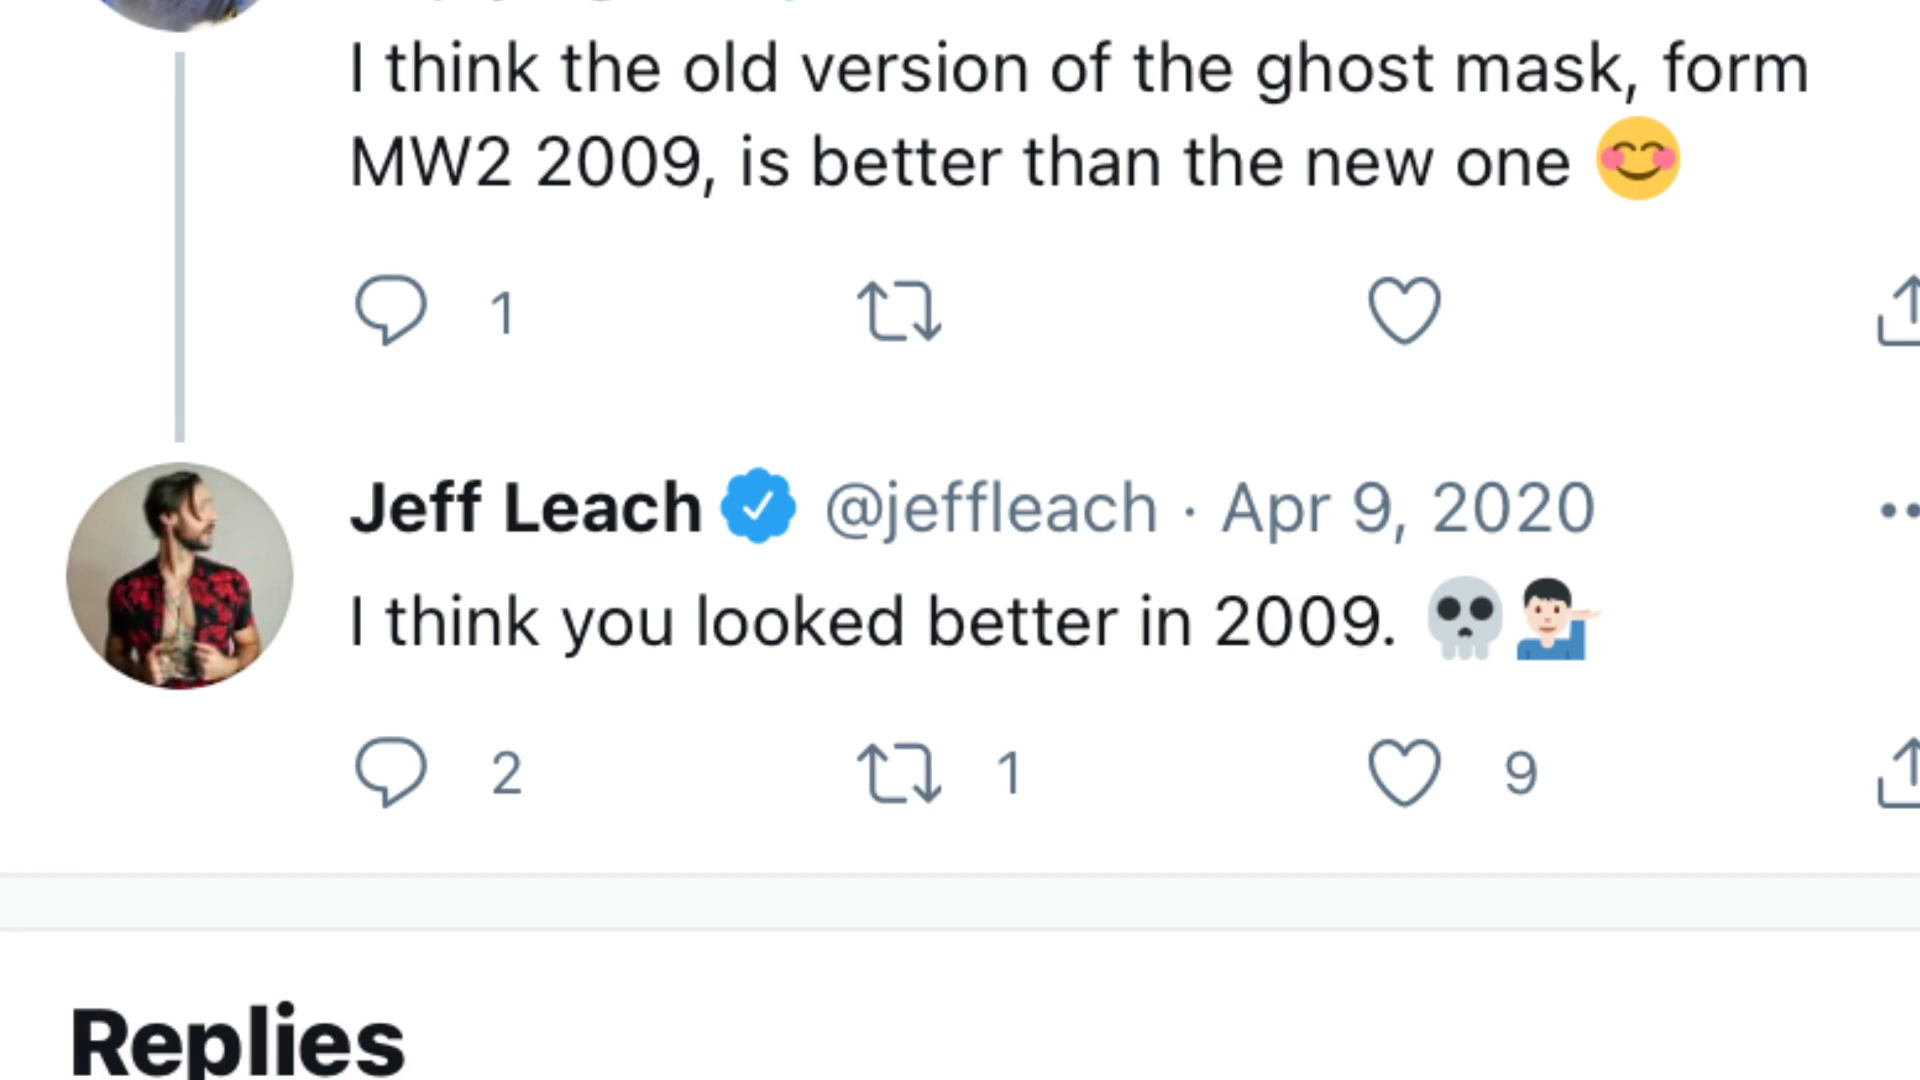 I think the old version of the ghost mask, form
MW2 2009, is better than the new one 😊
1
Jeff Leach @jeffleach · Apr 9, 2020
I think you looked better in 2009. 💀💁🏻‍♂️
2 1 9
Replies